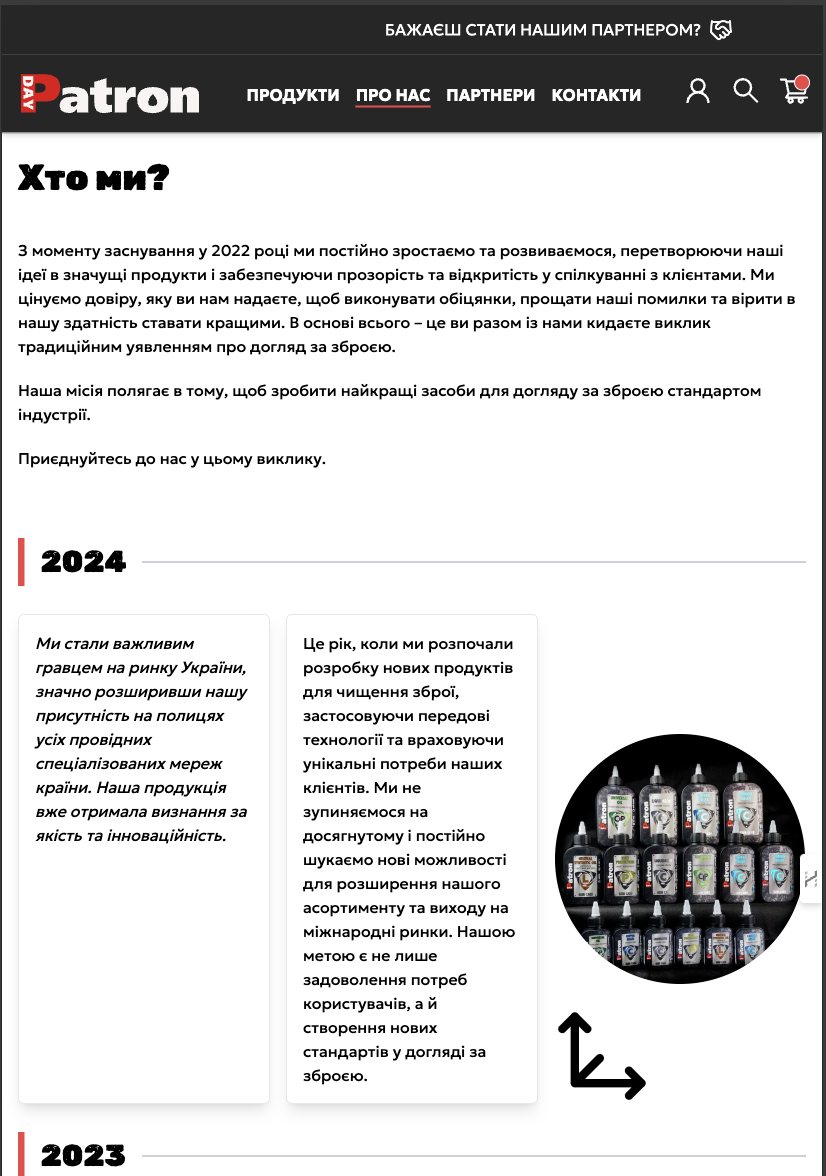 БАЖАЄШ СТАТИ НАШИМ ПАРТНЕРОМ?
DAY Patron
ПРОДУКТИ ПРО НАС ПАРТНЕРИ КОНТАКТИ
Хто ми?
З моменту заснування у 2022 році ми постійно зростаємо та розвиваємося, перетворюючи наші
ідеї в значущі продукти і забезпечуючи прозорість та відкритість у спілкуванні з клієнтами. Ми
цінуємо довіру, яку ви нам надаєте, щоб виконувати обіцянки, прощати наші помилки та вірити в
нашу здатність ставати кращими. В основі всього – це ви разом із нами кидаєте виклик
традиційним уявленням про догляд за зброєю.
Наша місія полягає в тому, щоб зробити найкращі засоби для догляду за зброєю стандартом
індустрії.
Приєднуйтесь до нас у цьому виклику.
2024
Ми стали важливим
гравцем на ринку України,
значно розширивши нашу
присутність на полицях
усіх провідних
спеціалізованих мереж
країни. Наша продукція
вже отримала визнання за
якість та інноваційність.
Це рік, коли ми розпочали
розробку нових продуктів
для чищення зброї,
застосовуючи передові
технології та враховуючи
унікальні потреби наших
клієнтів. Ми не
зупиняємося на
досягнутому і постійно
шукаємо нові можливості
для розширення нашого
асортименту та виходу на
міжнародні ринки. Нашою
метою є не лише
задоволення потреб
користувачів, а й
створення нових
стандартів у догляді за
зброєю.
2023